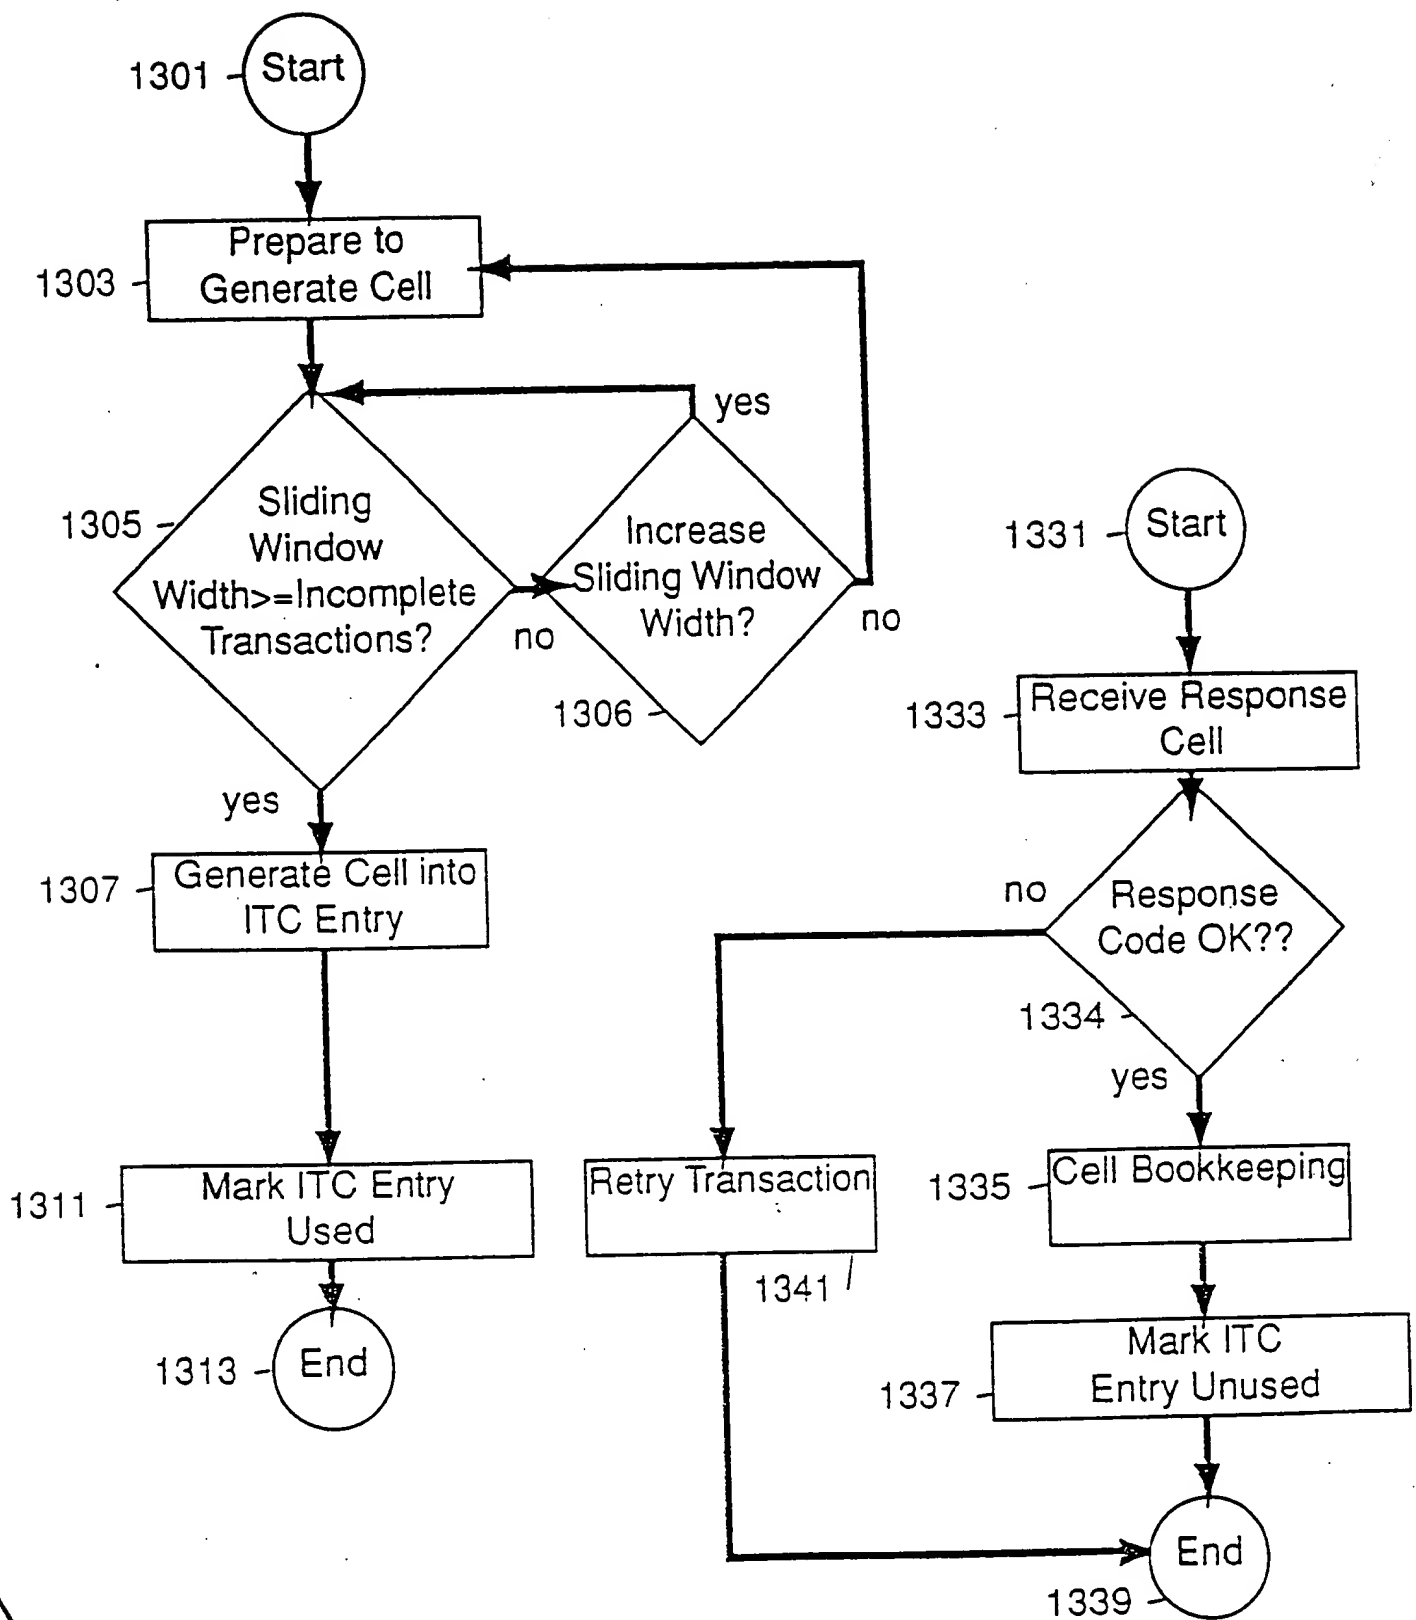 1301
Start
Prepare to
Generate Cell
1303
yes
1305
Sliding
Window
Width>=Incomplete
Transactions?
no
Increase
Sliding Window
Width?
no
1306
yes
1307
Generate Cell into
ITC Entry
1311
Mark ITC Entry
Used
1313
End
1331
Start
1333
Receive Response
Cell
no
Response
Code OK??
1334
yes
Retry Transaction
1341
1335
Cell Bookkeeping
1337
Mark ITC
Entry Unused
End
1339